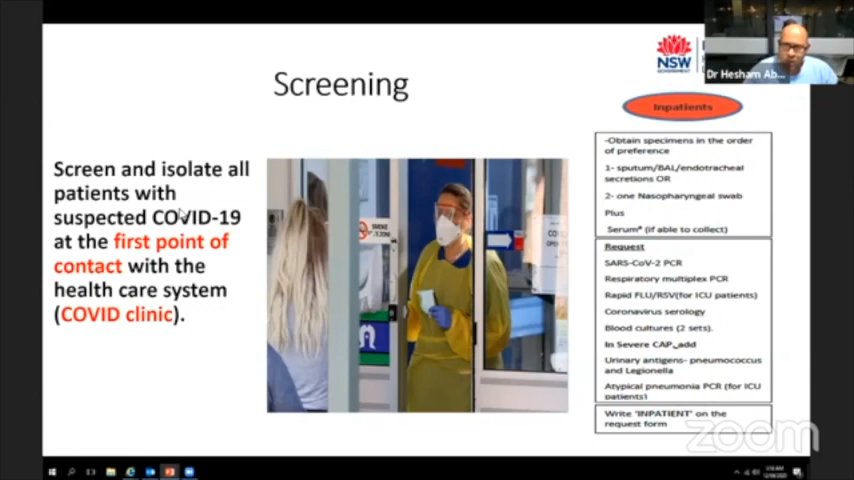 Screening
NSW
GOVERNMENT
Dr Hesham Ab...
Screen and isolate all
patients with
suspected COVID-19
at the first point of
contact with the
health care system
(COVID clinic).
SMOKE
Inpatients
-Obtain specimens in the order
of preference
1- sputum/BAL/endotracheal
secretions OR
2- one Nasopharyngeal swab
Plus
Serum* (if able to collect)
Request
SARS-CoV-2 PCR
Respiratory multiplex PCR
Rapid FLU/RSV(for ICU patients)
Coronavirus serology
Blood cultures (2 sets).
In Severe CAP, add
Urinary antigens- pneumococcus
and Legionella
Atypical pneumonia PCR (for ICU
patients)
Write "INPATIENT" on the
request form
zoom